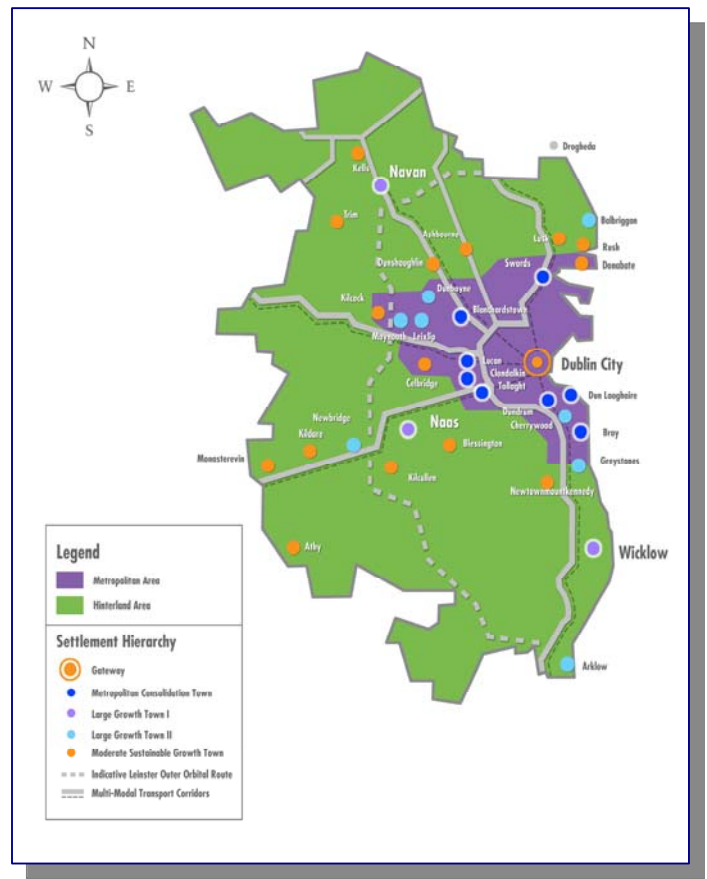 N
W E
S
Drogheda
Kells
Navan
Balbriggan
Trim
Ashbourne
Lusk
Rush
Dunshaughlin
Swords
Donabate
Dunboyne
Kilcock
Blanchardstown
Maynooth Leixlip
Lucan
Dublin City
Clondalkin
Celbridge
Tallaght
Dun Laoghaire
Dundrum
Newbridge
Naas
Cherrywood
Kildare
Bray
Blessington
Monasterevin
Greystones
Kilcullen
Newtownmountkennedy
Athy
Wicklow
Arklow
Legend
Metropolitan Area
Hinterland Area
Settlement Hierarchy
Gateway
Metropolitan Consolidation Town
Large Growth Town I
Large Growth Town II
Moderate Sustainable Growth Town
Indicative Leinster Outer Orbital Route
Multi-Modal Transport Corridors